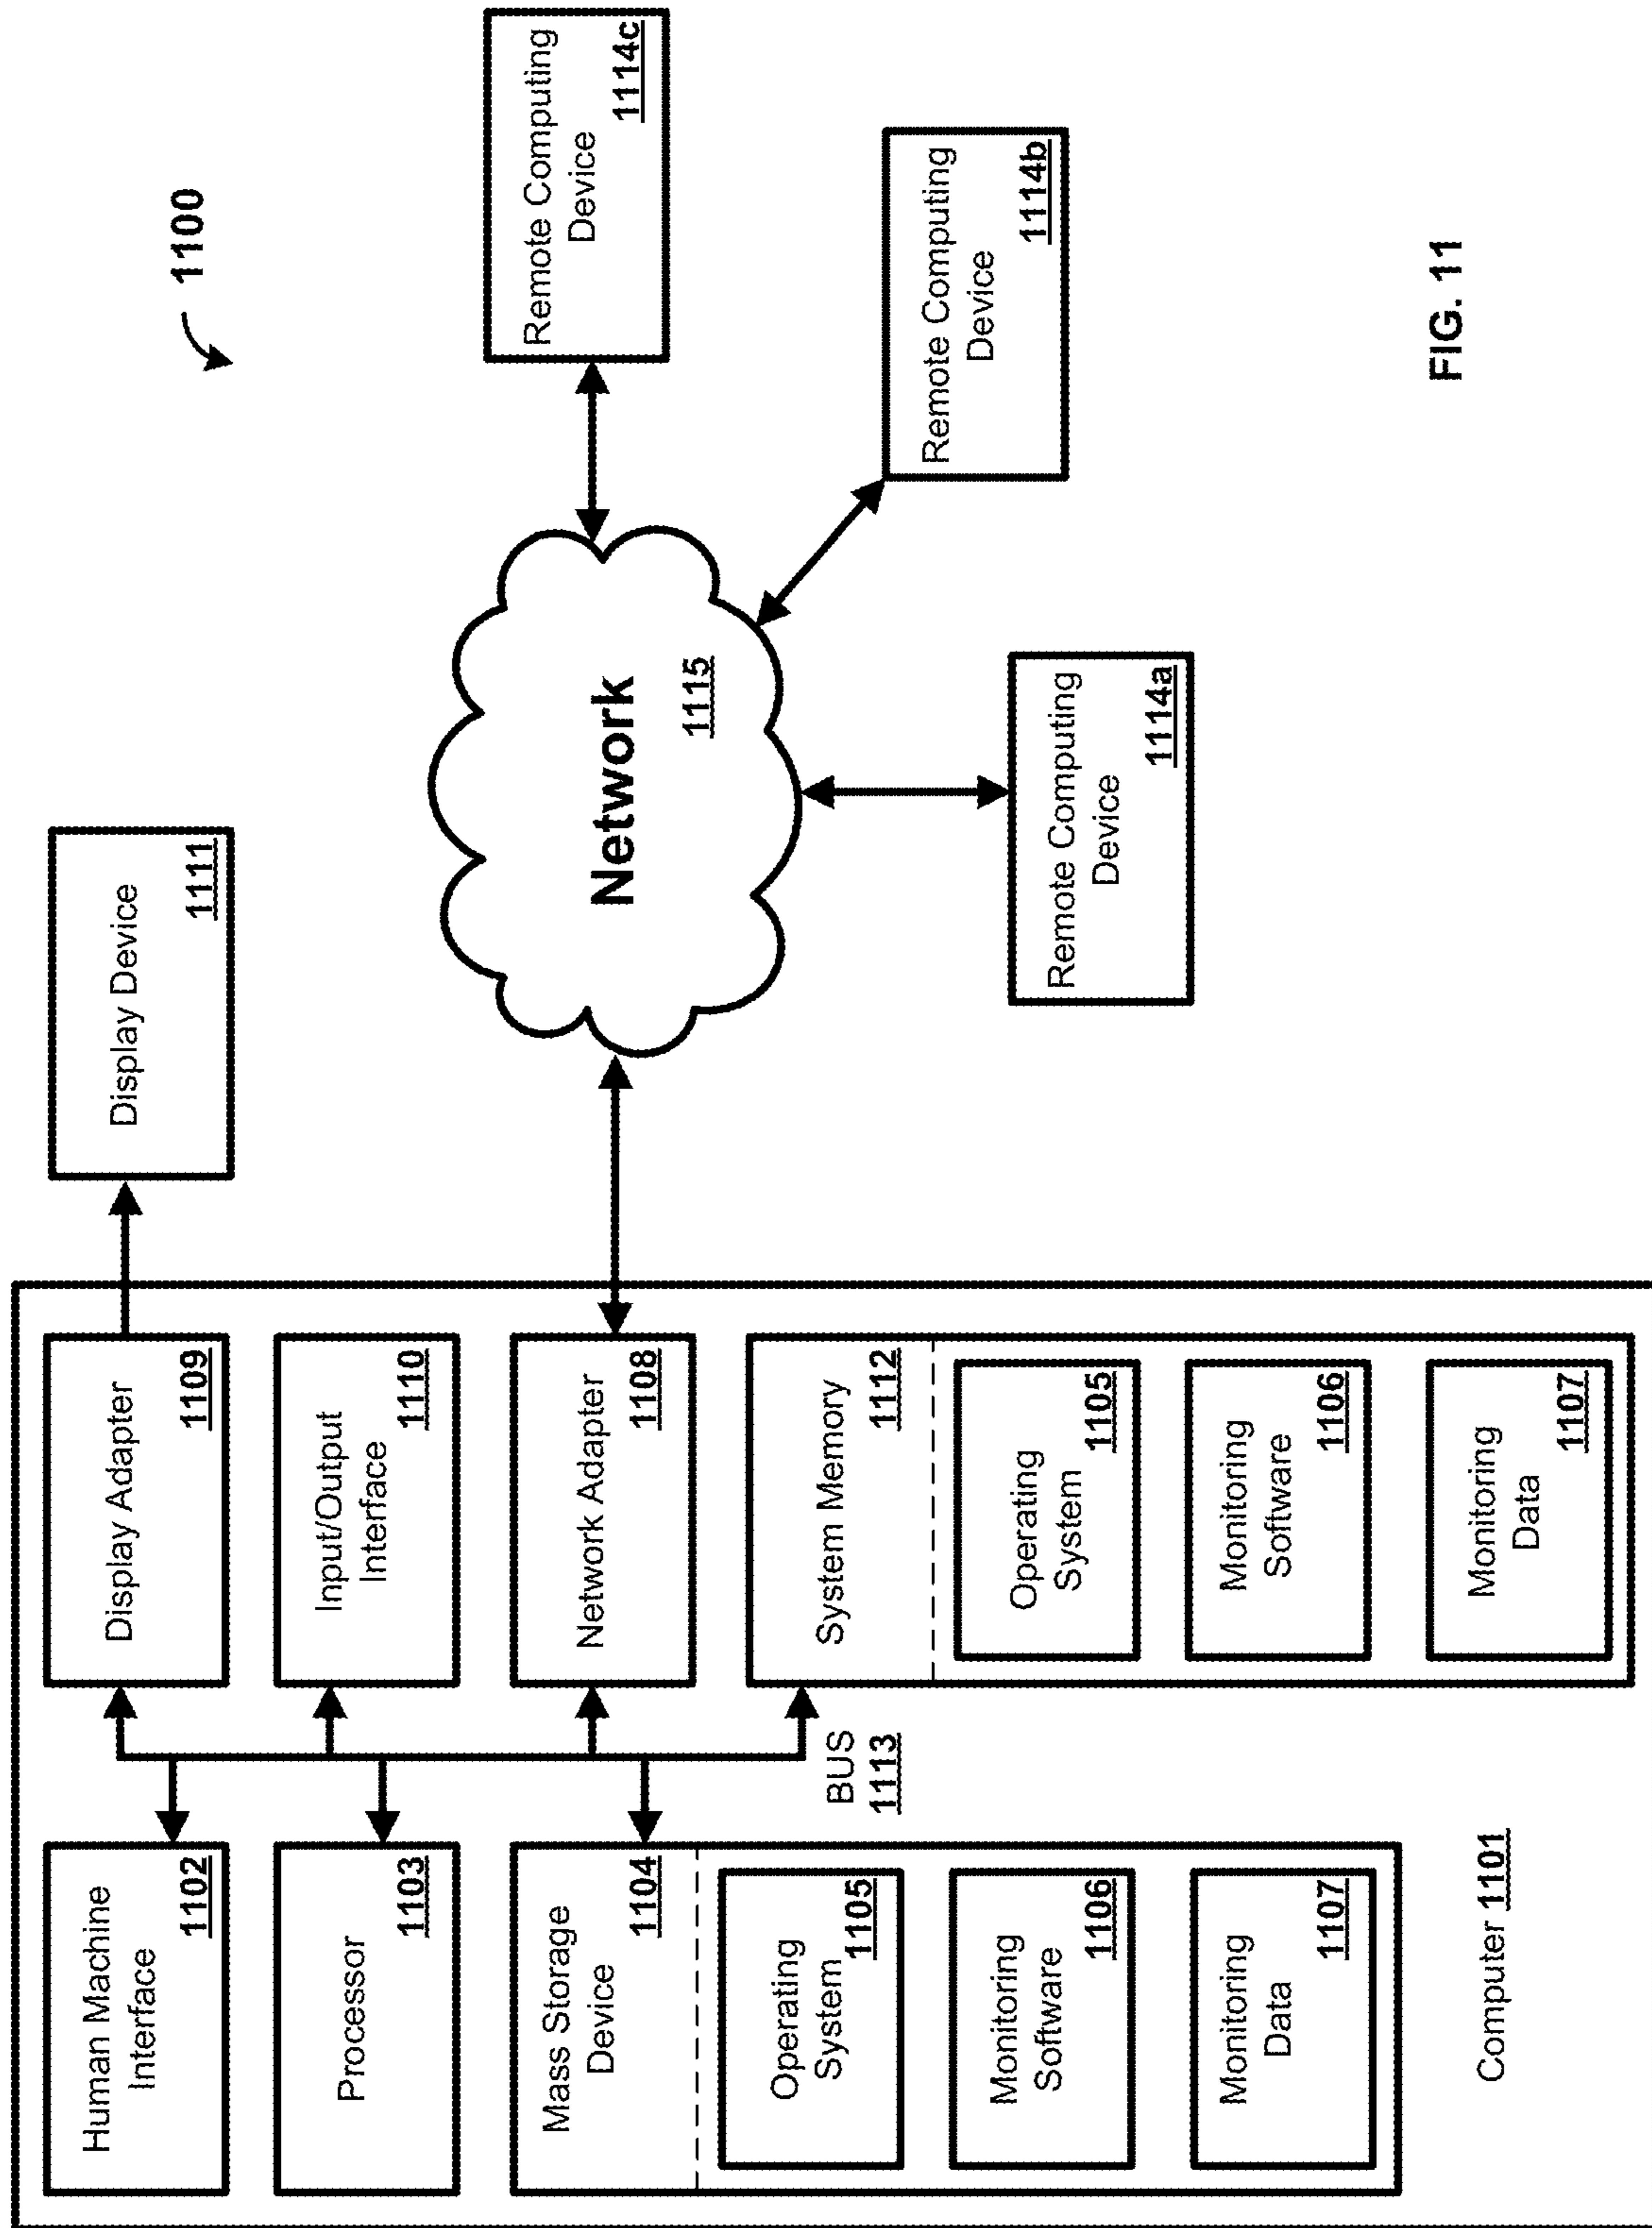 1100
Human Machine
Interface
1102
Processor
1103
Mass Storage
Device
1104
Operating
System
1105
Monitoring
Software
1106
Monitoring
Data
1107
Computer 1101
BUS
1113
Display Adapter
1109
Input/Output
Interface
1110
Network Adapter
1108
System Memory
1112
Operating
System
1105
Monitoring
Software
1106
Monitoring
Data
1107
Display Device
1111
Network
1115
Remote Computing
Device
1114a
Remote Computing
Device
1114b
Remote Computing
Device
1114c
FIG. 11